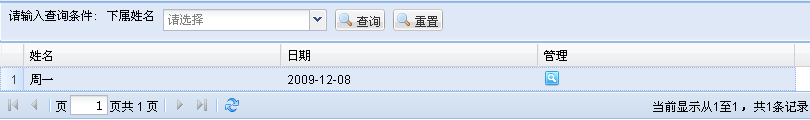 请输入查询条件: 下属姓名 请选择 查询 重置
姓名 日期 管理
1 周一 2009-12-08
页 1 页共 1 页 当前显示从1至1，共1条记录